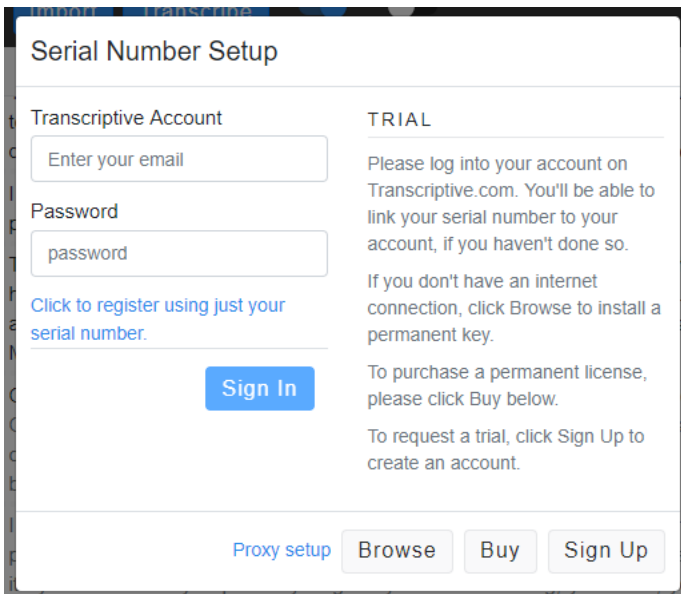 Import Transcribe
Serial Number Setup
Transcriptive Account
Enter your email
Password
password
Click to register using just your
serial number.
Sign In
TRIAL
Please log into your account on
Transcriptive.com. You'll be able to
link your serial number to your
account, if you haven't done so.
If you don't have an internet
connection, click Browse to install a
permanent key.
To purchase a permanent license,
please click Buy below.
To request a trial, click Sign Up to
create an account.
Proxy setup Browse Buy Sign Up